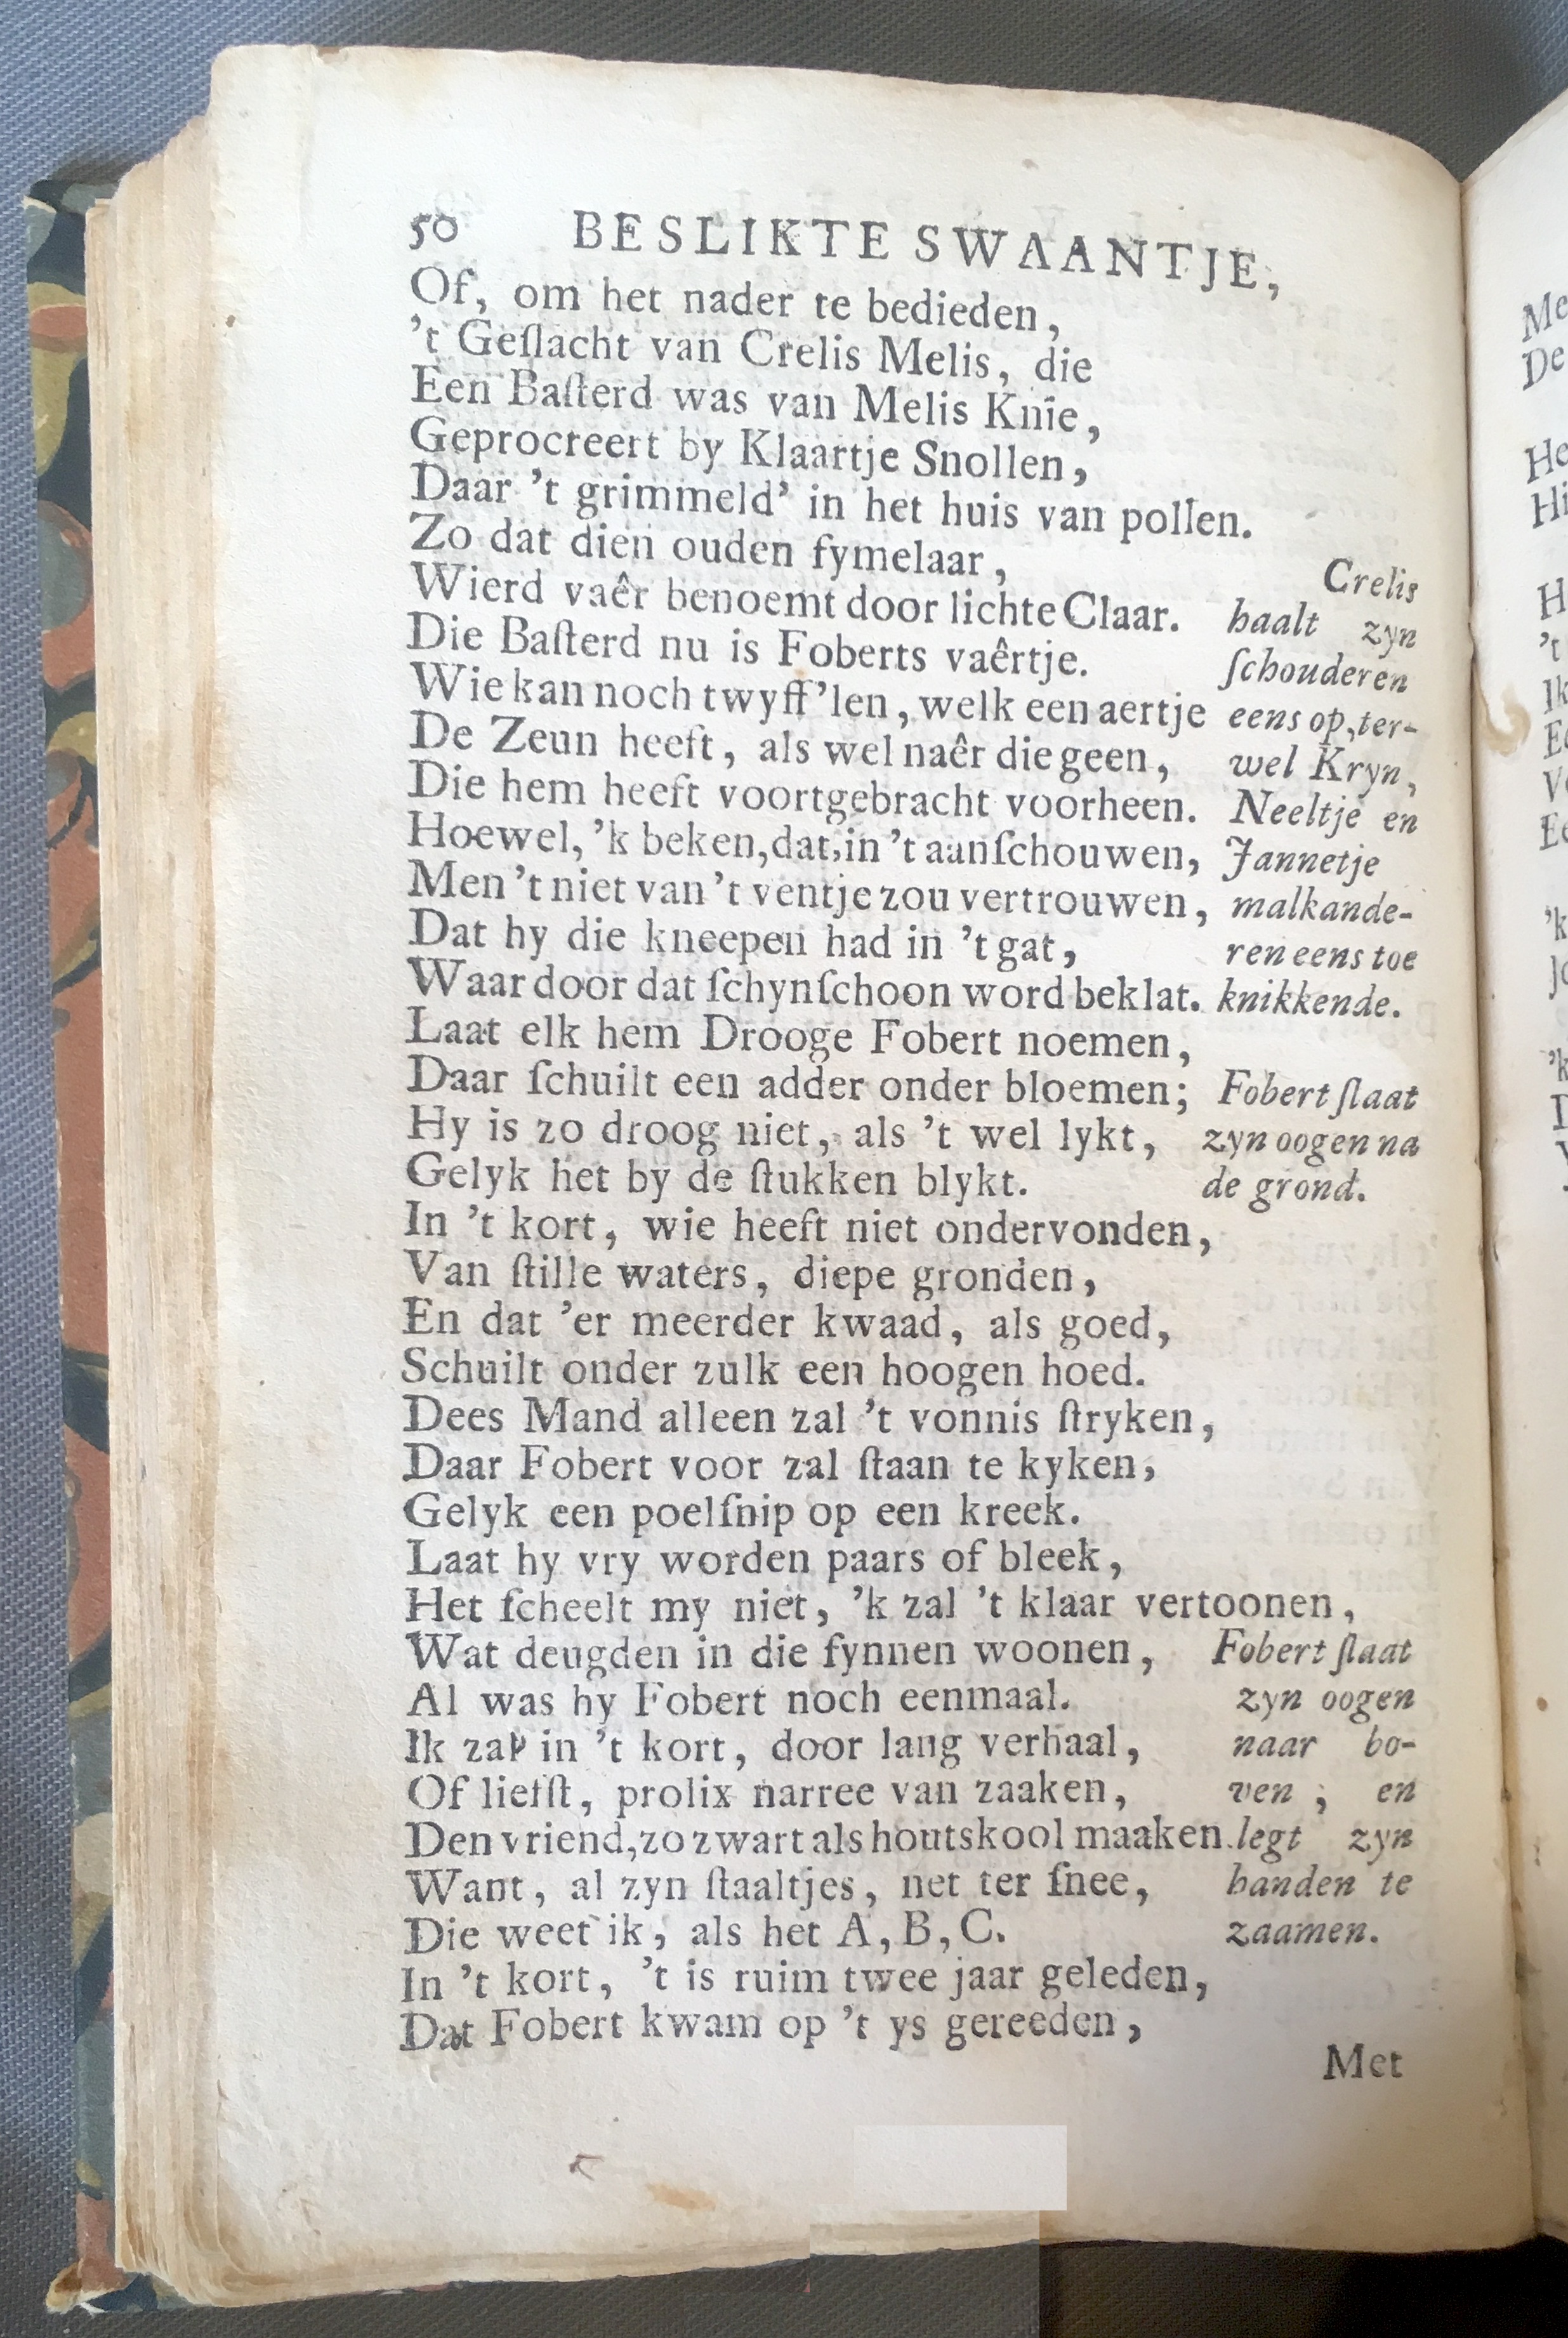 50 BESLIKTE SWAANTJE,
Of, om het nader te bedieden,
't Geſlacht van Crelis Melis, die
Een Baſterd was van Melis Knie,
Geprocreert by Klaartje Snollen,
Daar 't grimmeld' in het huis van pollen.
Zo dat dien ouden fymelaar,
Wierd vaêr benoemt door lichte Claar.
Die Baſterd nu is Foberts vaêrtje.
Wie kan noch twyff'len, welk een aertje
De Zeun heeft, als wel naêr die geen,
Die hem heeft voortgebracht voorheen.
Hoewel, 'k beken, dat, in 't aanſchouwen,
Men 't niet van 't ventje zou vertrouwen,
Dat hy die kneepen had in 't gat,
Waar door dat ſchynſchoon word beklat.
Crelis
haalt zyn
ſchouderen
eens op, ter-
wel Kryn,
Neeltje en
Jannetje
malkande-
ren eens toe
knikkende.
Laat elk hem Drooge Fobert noemen,
Daar ſchuilt een adder onder bloemen;
Hy is zo droog niet, als 't wel lykt,
Gelyk het by de ſtukken blykt.
Fobert ſlaat
zyn oogen na
de grond.
In 't kort, wie heeft niet ondervonden,
Van ſtille waters, diepe gronden,
En dat 'er meerder kwaad, als goed,
Schuilt onder zulk een hoogen hoed.
Dees Mand alleen zal 't vonnis ſtryken,
Daar Fobert voor zal ſtaan te kyken,
Gelyk een poelſnip op een kreek.
Laat hy vry worden paars of bleek,
Het ſcheelt my niet, 'k zal 't klaar vertoonen,
Wat deugden in die fynnen woonen,
Al was hy Fobert noch eenmaal.
Ik zal in 't kort, door lang verhaal,
Of liefſt, prolix narree van zaaken,
Den vriend, zo zwart als houtskool maaken.
Want, al zyn ſtaaltjes, net ter ſnee,
Die weet ik, als het A, B, C.
Fobert ſlaat
zyn oogen
naar bo-
ven; en
legt zyn
handen te
zaamen.
In 't kort, 't is ruim twee jaar geleden,
Dat Fobert kwam op 't ys gereeden,
Met